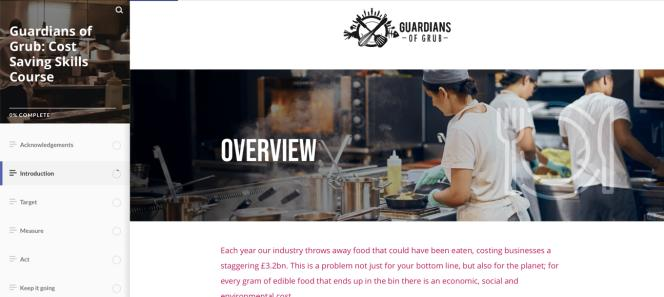 Guardians of
Grub: Cost
Saving Skills
Course
0% COMPLETE
Acknowledgements
Introduction
Target
Measure
Act
Keep it going
GUARDIANS
OF GRUB
OVERVIEW
Each year our industry throws away food that could have been eaten, costing businesses a
staggering £3.2bn. This is a problem not just for your bottom line, but also for the planet; for
every gram of edible food that ends up in the bin there is an economic, social and
environmental cost.